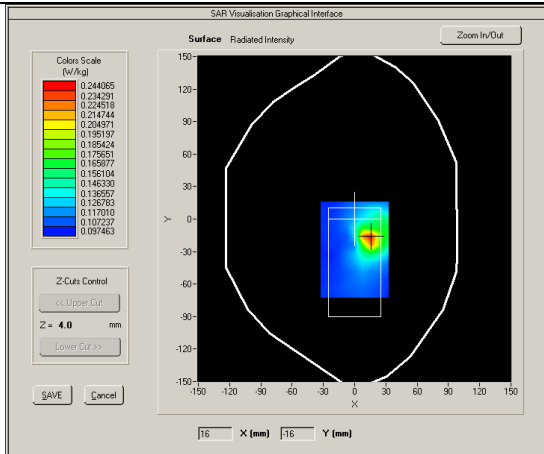 SAR Visualisation Graphical Interface
Surface Radiated Intensity
Zoom In/Out
Colors Scale
(W/kg)
0.244065
0.234291
0.224518
0.214744
0.204971
0.195197
0.185424
0.175651
0.165877
0.156104
0.146330
0.136557
0.126783
0.117010
0.107237
0.097463
Z-Cuts Control
<< Upper Cut
Z = 4.0 mm
Lower Cut >>
SAVE Cancel
150
120
90
60
30
0
-30
-60
-90
-120
-150
Y
-150 -120 -90 -60 -30 0 30 60 90 120 150
X
16 X (mm) -16 Y (mm)